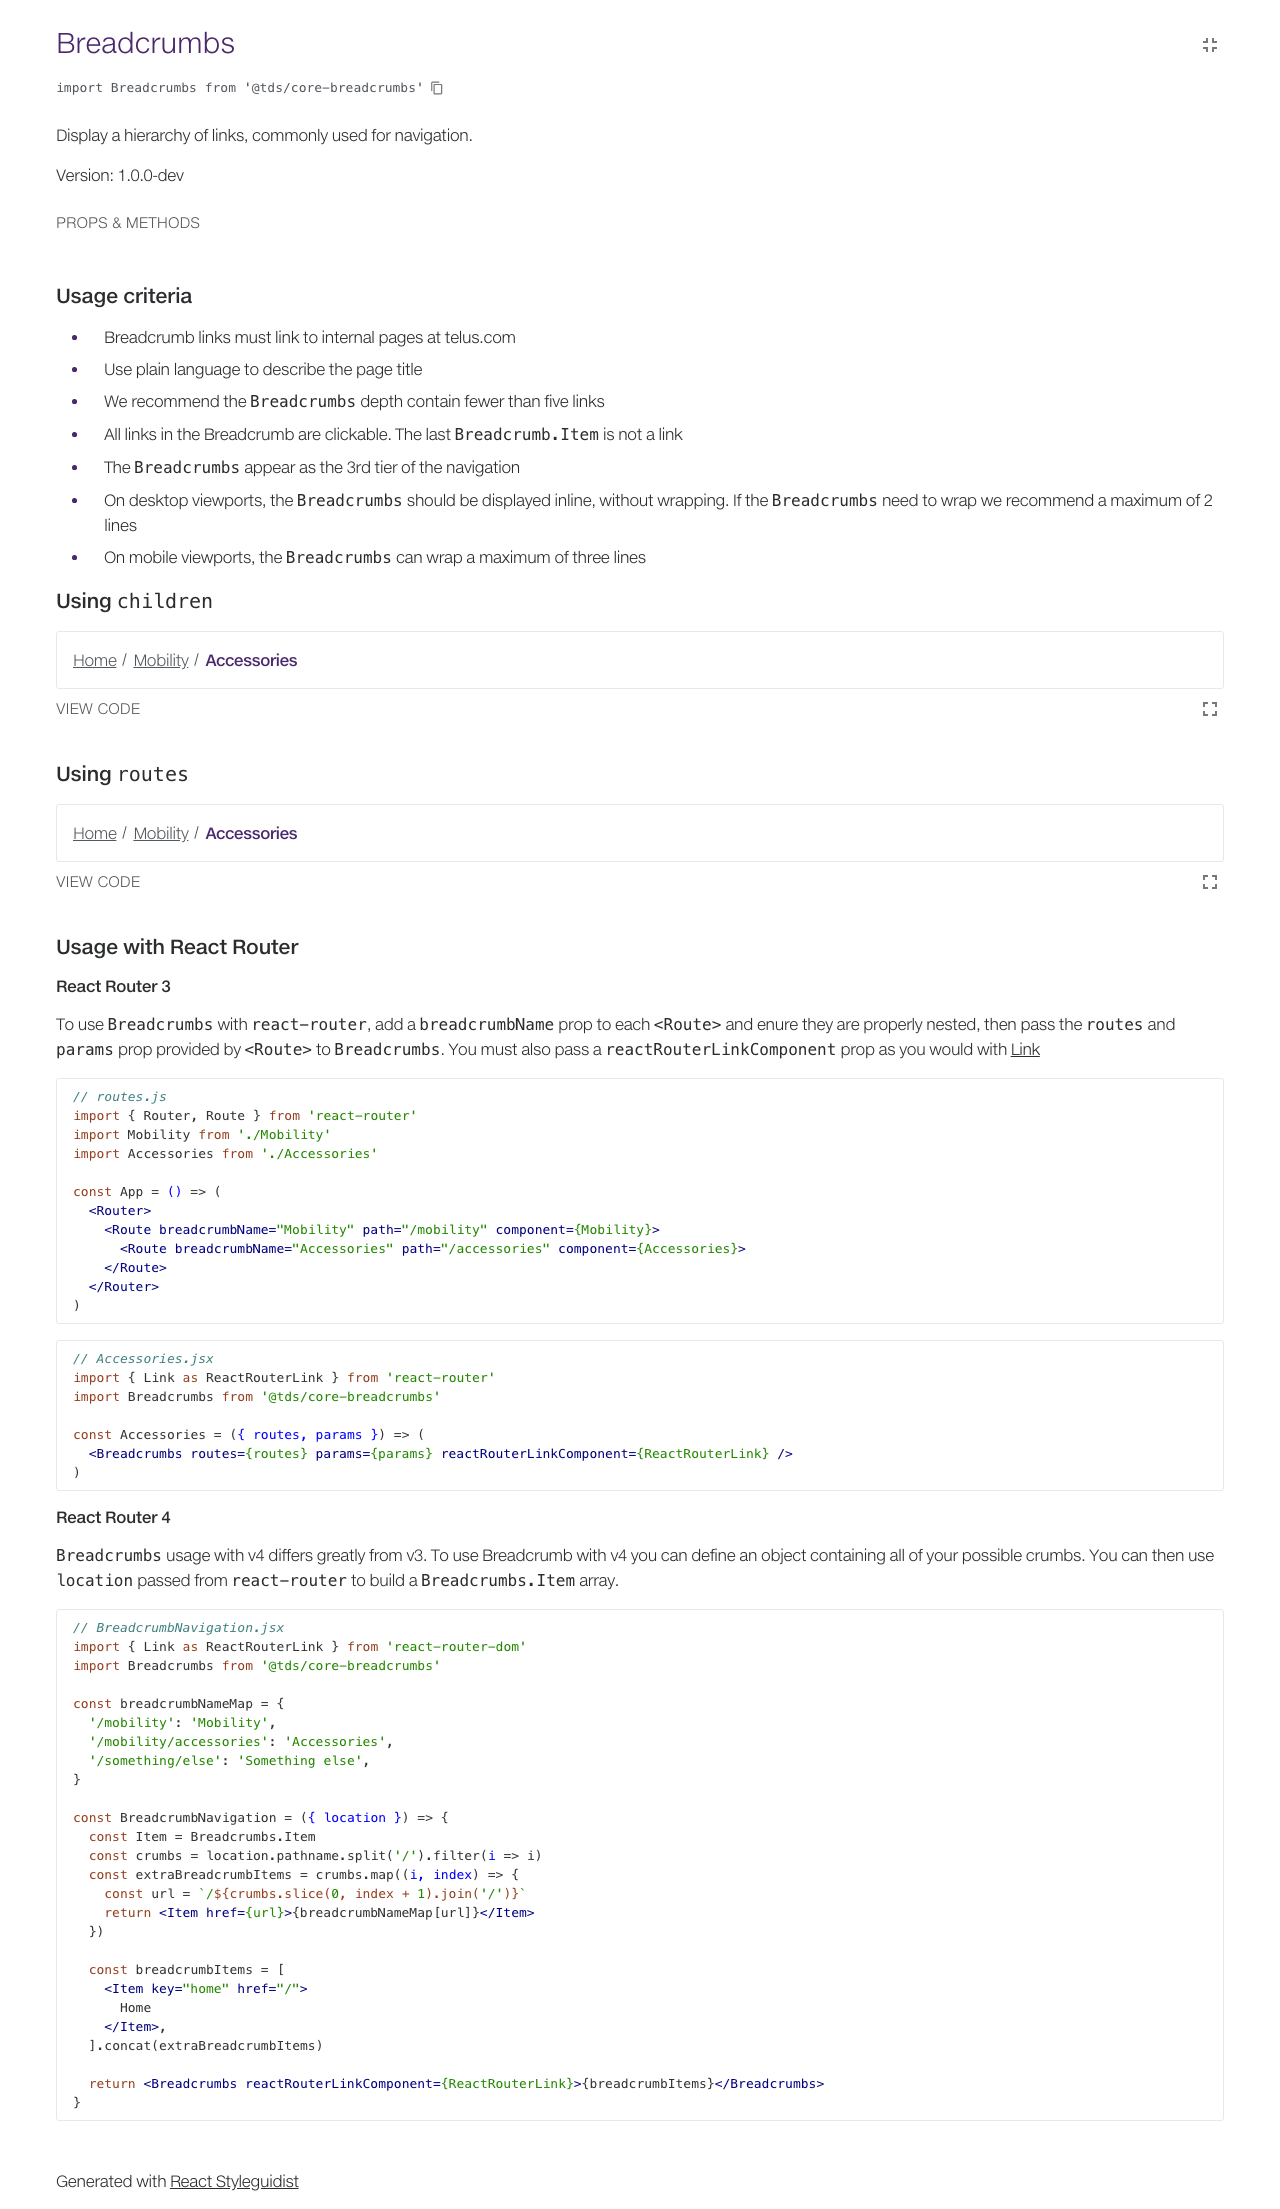 Breadcrumbs
import Breadcrumbs from '@tds/core-breadcrumbs'
Display a hierarchy of links, commonly used for navigation.
Version: 1.0.0-dev
PROPS & METHODS
Usage criteria
Breadcrumb links must link to internal pages at telus.com
Use plain language to describe the page title
We recommend the Breadcrumbs depth contain fewer than five links
All links in the Breadcrumb are clickable. The last Breadcrumb.Item is not a link
The Breadcrumbs appear as the 3rd tier of the navigation
On desktop viewports, the Breadcrumbs should be displayed inline, without wrapping. If the Breadcrumbs need to wrap we recommend a maximum of 2
lines
On mobile viewports, the Breadcrumbs can wrap a maximum of three lines
Using children
Home / Mobility / Accessories
VIEW CODE
Using routes
Home / Mobility / Accessories
VIEW CODE
Usage with React Router
React Router 3
To use Breadcrumbs with react-router, add a breadcrumbName prop to each <Route> and enure they are properly nested, then pass the routes and
params prop provided by <Route> to Breadcrumbs. You must also pass a reactRouterLinkComponent prop as you would with Link
// routes.js
import { Router, Route } from 'react-router'
import Mobility from './Mobility'
import Accessories from './Accessories'
const App = () => (
<Router>
<Route breadcrumbName="Mobility" path="/mobility" component={Mobility}>
<Route breadcrumbName="Accessories" path="/accessories" component={Accessories}>
</Route>
</Router>
)
// Accessories.jsx
import { Link as ReactRouterLink } from 'react-router'
import Breadcrumbs from '@tds/core-breadcrumbs'
const Accessories = ({ routes, params }) => (
<Breadcrumbs routes={routes} params={params} reactRouterLinkComponent={ReactRouterLink} />
)
React Router 4
Breadcrumbs usage with v4 differs greatly from v3. To use Breadcrumb with v4 you can define an object containing all of your possible crumbs. You can then use
location passed from react-router to build a Breadcrumbs.Item array.
// BreadcrumbNavigation.jsx
import { Link as ReactRouterLink } from 'react-router-dom'
import Breadcrumbs from '@tds/core-breadcrumbs'
const breadcrumbNameMap = {
'/mobility': 'Mobility',
'/mobility/accessories': 'Accessories',
'/something/else': 'Something else',
}
const BreadcrumbNavigation = ({ location }) => {
const Item = Breadcrumbs.Item
const crumbs = location.pathname.split('/').filter(i => i)
const extraBreadcrumbItems = crumbs.map((i, index) => {
const url = `/${crumbs.slice(0, index + 1).join('/')}`
return <Item href={url}>{breadcrumbNameMap[url]}</Item>
})
const breadcrumbItems = [
<Item key="home" href="/">
Home
</Item>,
].concat(extraBreadcrumbItems)
return <Breadcrumbs reactRouterLinkComponent={ReactRouterLink}>{breadcrumbItems}</Breadcrumbs>
}
Generated with React Styleguidist